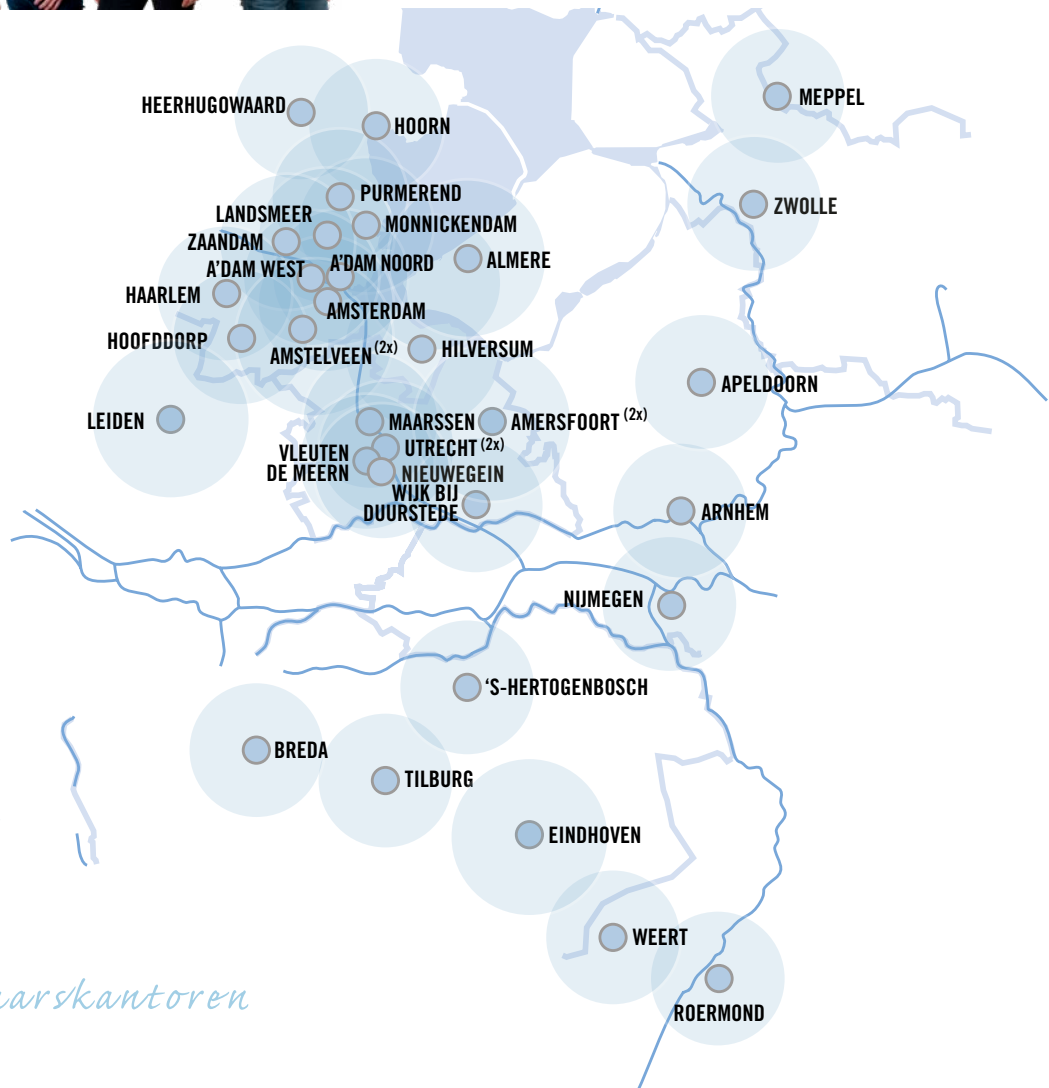 HEERHUGOWAARD
HOORN
MEPPEL
ZWOLLE
PURMEREND
LANDSMEER
MONNICKENDAM
ZAANDAM
A'DAM WEST
A'DAM NOORD
ALMERE
HAARLEM
AMSTERDAM
HOOFDDORP
AMSTELVEEN (2x)
HILVERSUM
APELDOORN
LEIDEN
MAARSSEN
AMERSFOORT (2x)
UTRECHT (2x)
VLEUTEN
DE MEERN
NIEUWEGEIN
WIJK BIJ
DUURSTEDE
ARNHEM
NIJMEGEN
‘S-HERTOGENBOSCH
BREDA
TILBURG
EINDHOVEN
WEERT
ROERMOND